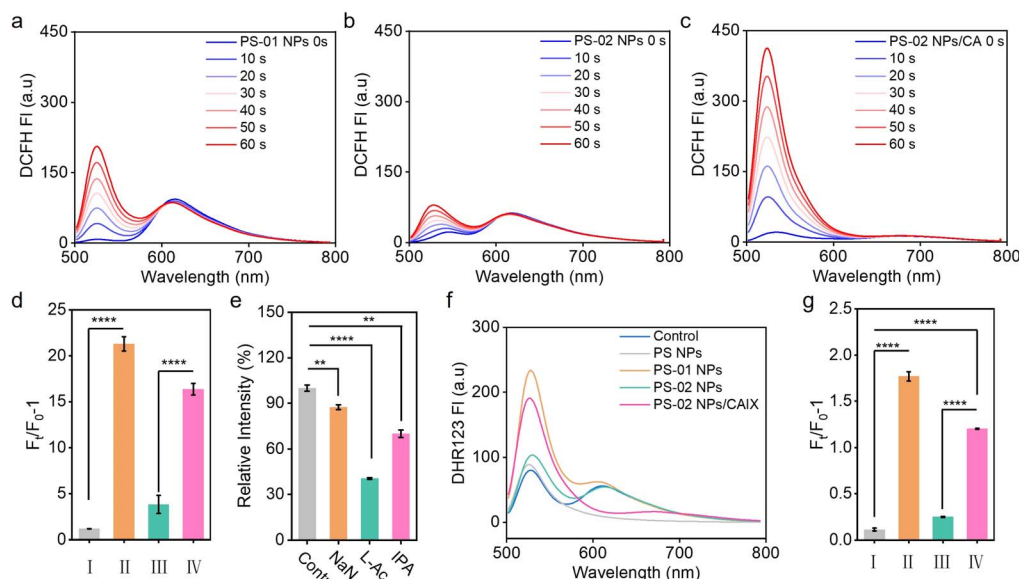 a
450
300
150
0
DCFH FI (a.u)
PS-01 NPs 0s
10 s
20 s
30 s
40 s
50 s
60 s
400
500
600
700
800
Wavelength (nm)
b
450
300
150
0
DCFH FI (a.u)
PS-02 NPs 0 s
10 s
20 s
30 s
40 s
50 s
60 s
500
600
700
800
Wavelength (nm)
c
450
300
150
0
DCFH FI (a.u)
PS-02 NPs/CA 0 s
10 s
20 s
30 s
40 s
50 s
60 s
500
600
700
800
Wavelength (nm)
d
25
20
15
10
5
0
Ft/F0-1
****
****
I
II
III
IV
e
150
120
90
60
30
0
Relative Intensity (%)
**
****
**
Cont
NaN
L-Ac
IPA
f
300
200
100
0
DHR123 FI (a.u)
Control
PS NPs
PS-01 NPs
PS-02 NPs
PS-02 NPs/CAIX
500
600
700
800
Wavelength (nm)
g
2.5
2.0
1.5
1.0
0.5
0.0
Ft/F0-1
****
****
****
I
II
III
IV